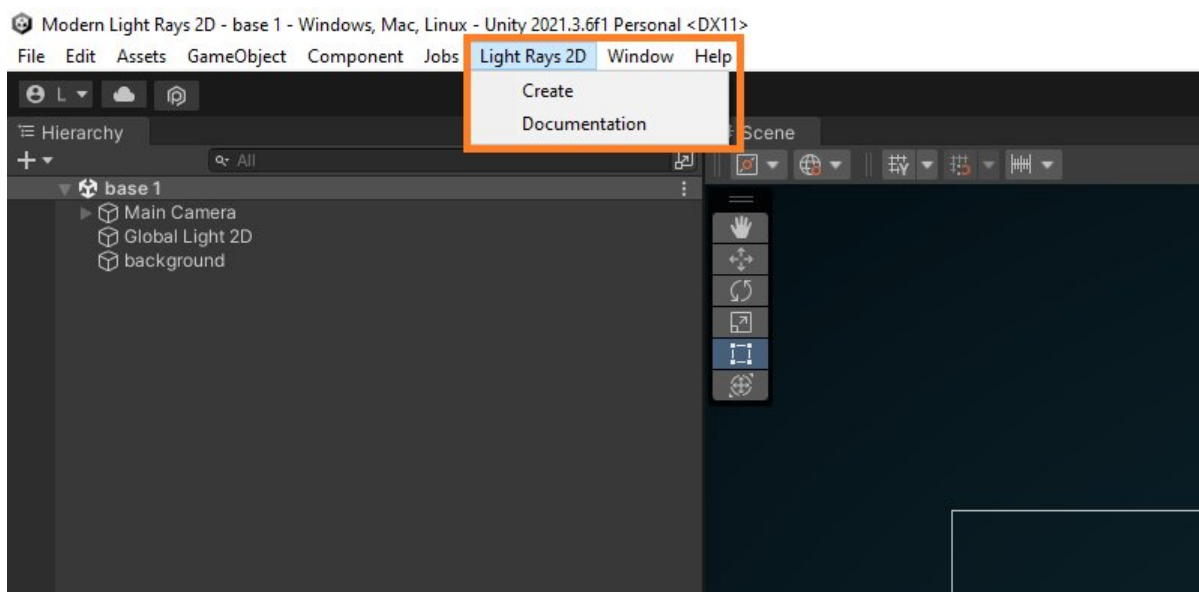 Modern Light Rays 2D - base 1 - Windows, Mac, Linux - Unity 2021.3.6f1 Personal <DX11>
File Edit Assets GameObject Component Jobs Light Rays 2D Window Help
Create
Documentation
L
Hierarchy
Scene
All
base 1
Main Camera
Global Light 2D
background